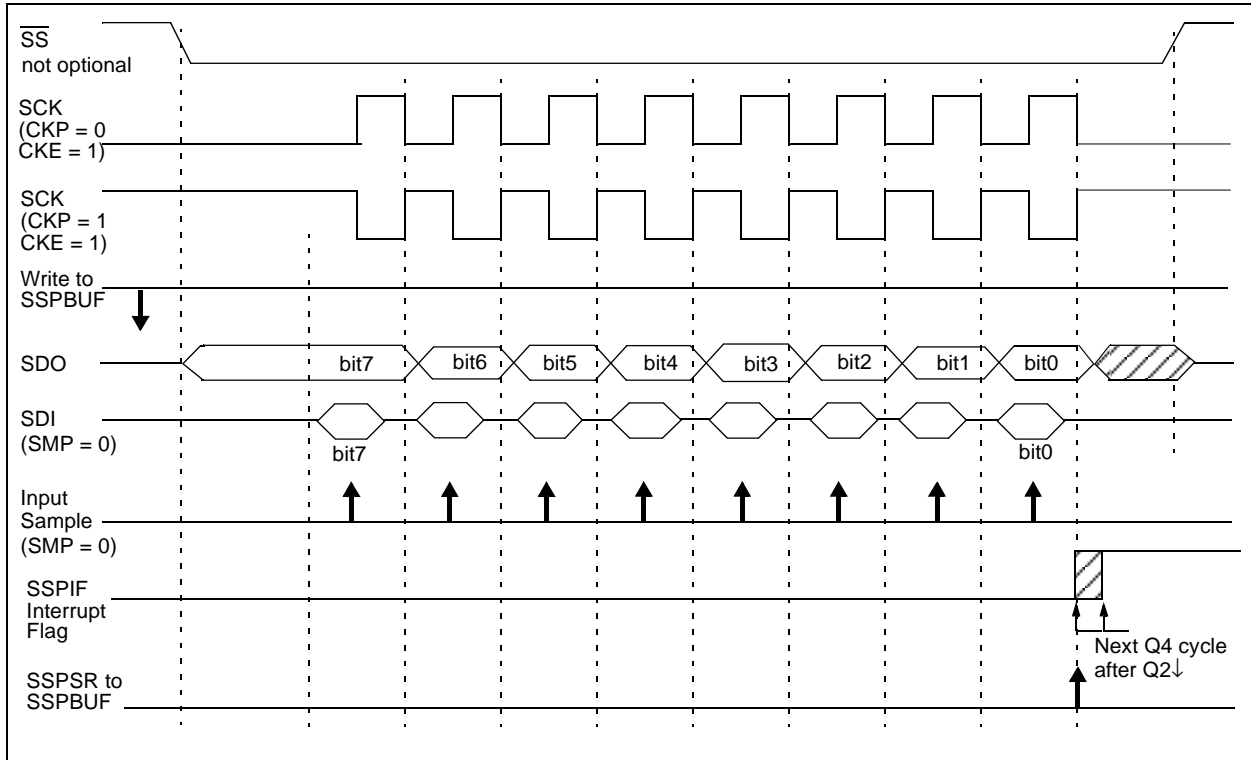 SS
not optional
SCK
(CKP = 0
CKE = 1)
SCK
(CKP = 1
CKE = 1)
Write to
SSPBUF
SDO
bit7 bit6 bit5 bit4 bit3 bit2 bit1 bit0
SDI
(SMP = 0)
bit7 bit0
Input
Sample
(SMP = 0)
SSPIF
Interrupt
Flag
Next Q4 cycle
after Q2↓
SSPSR to
SSPBUF